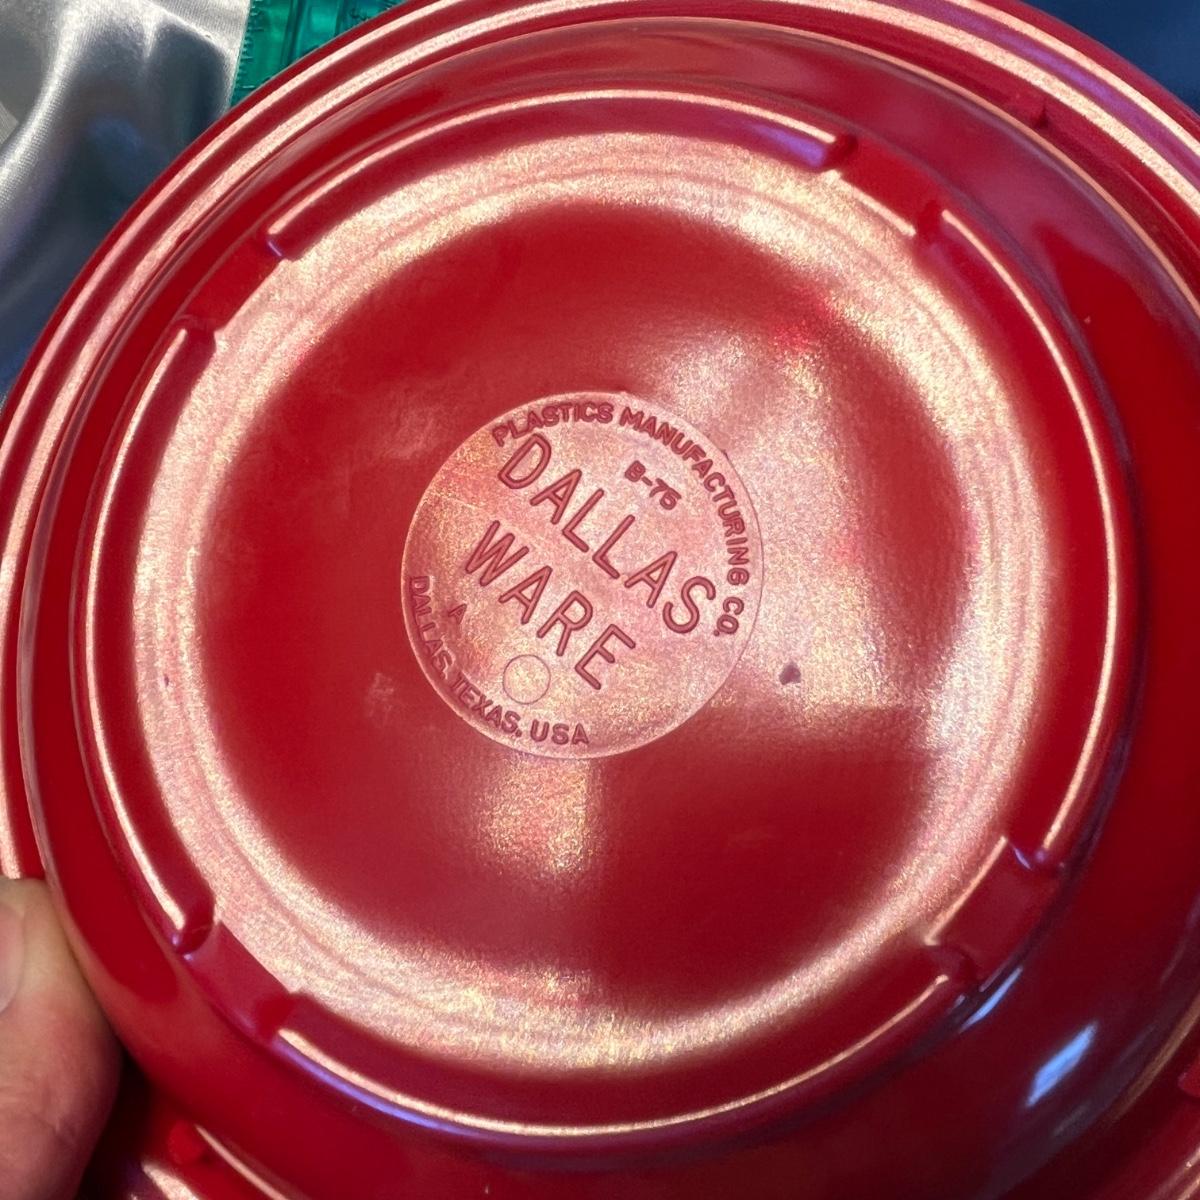 PLASTICS MANUFACTURING CO.
B-75
DALLAS
WARE
A
DALLAS, TEXAS, USA